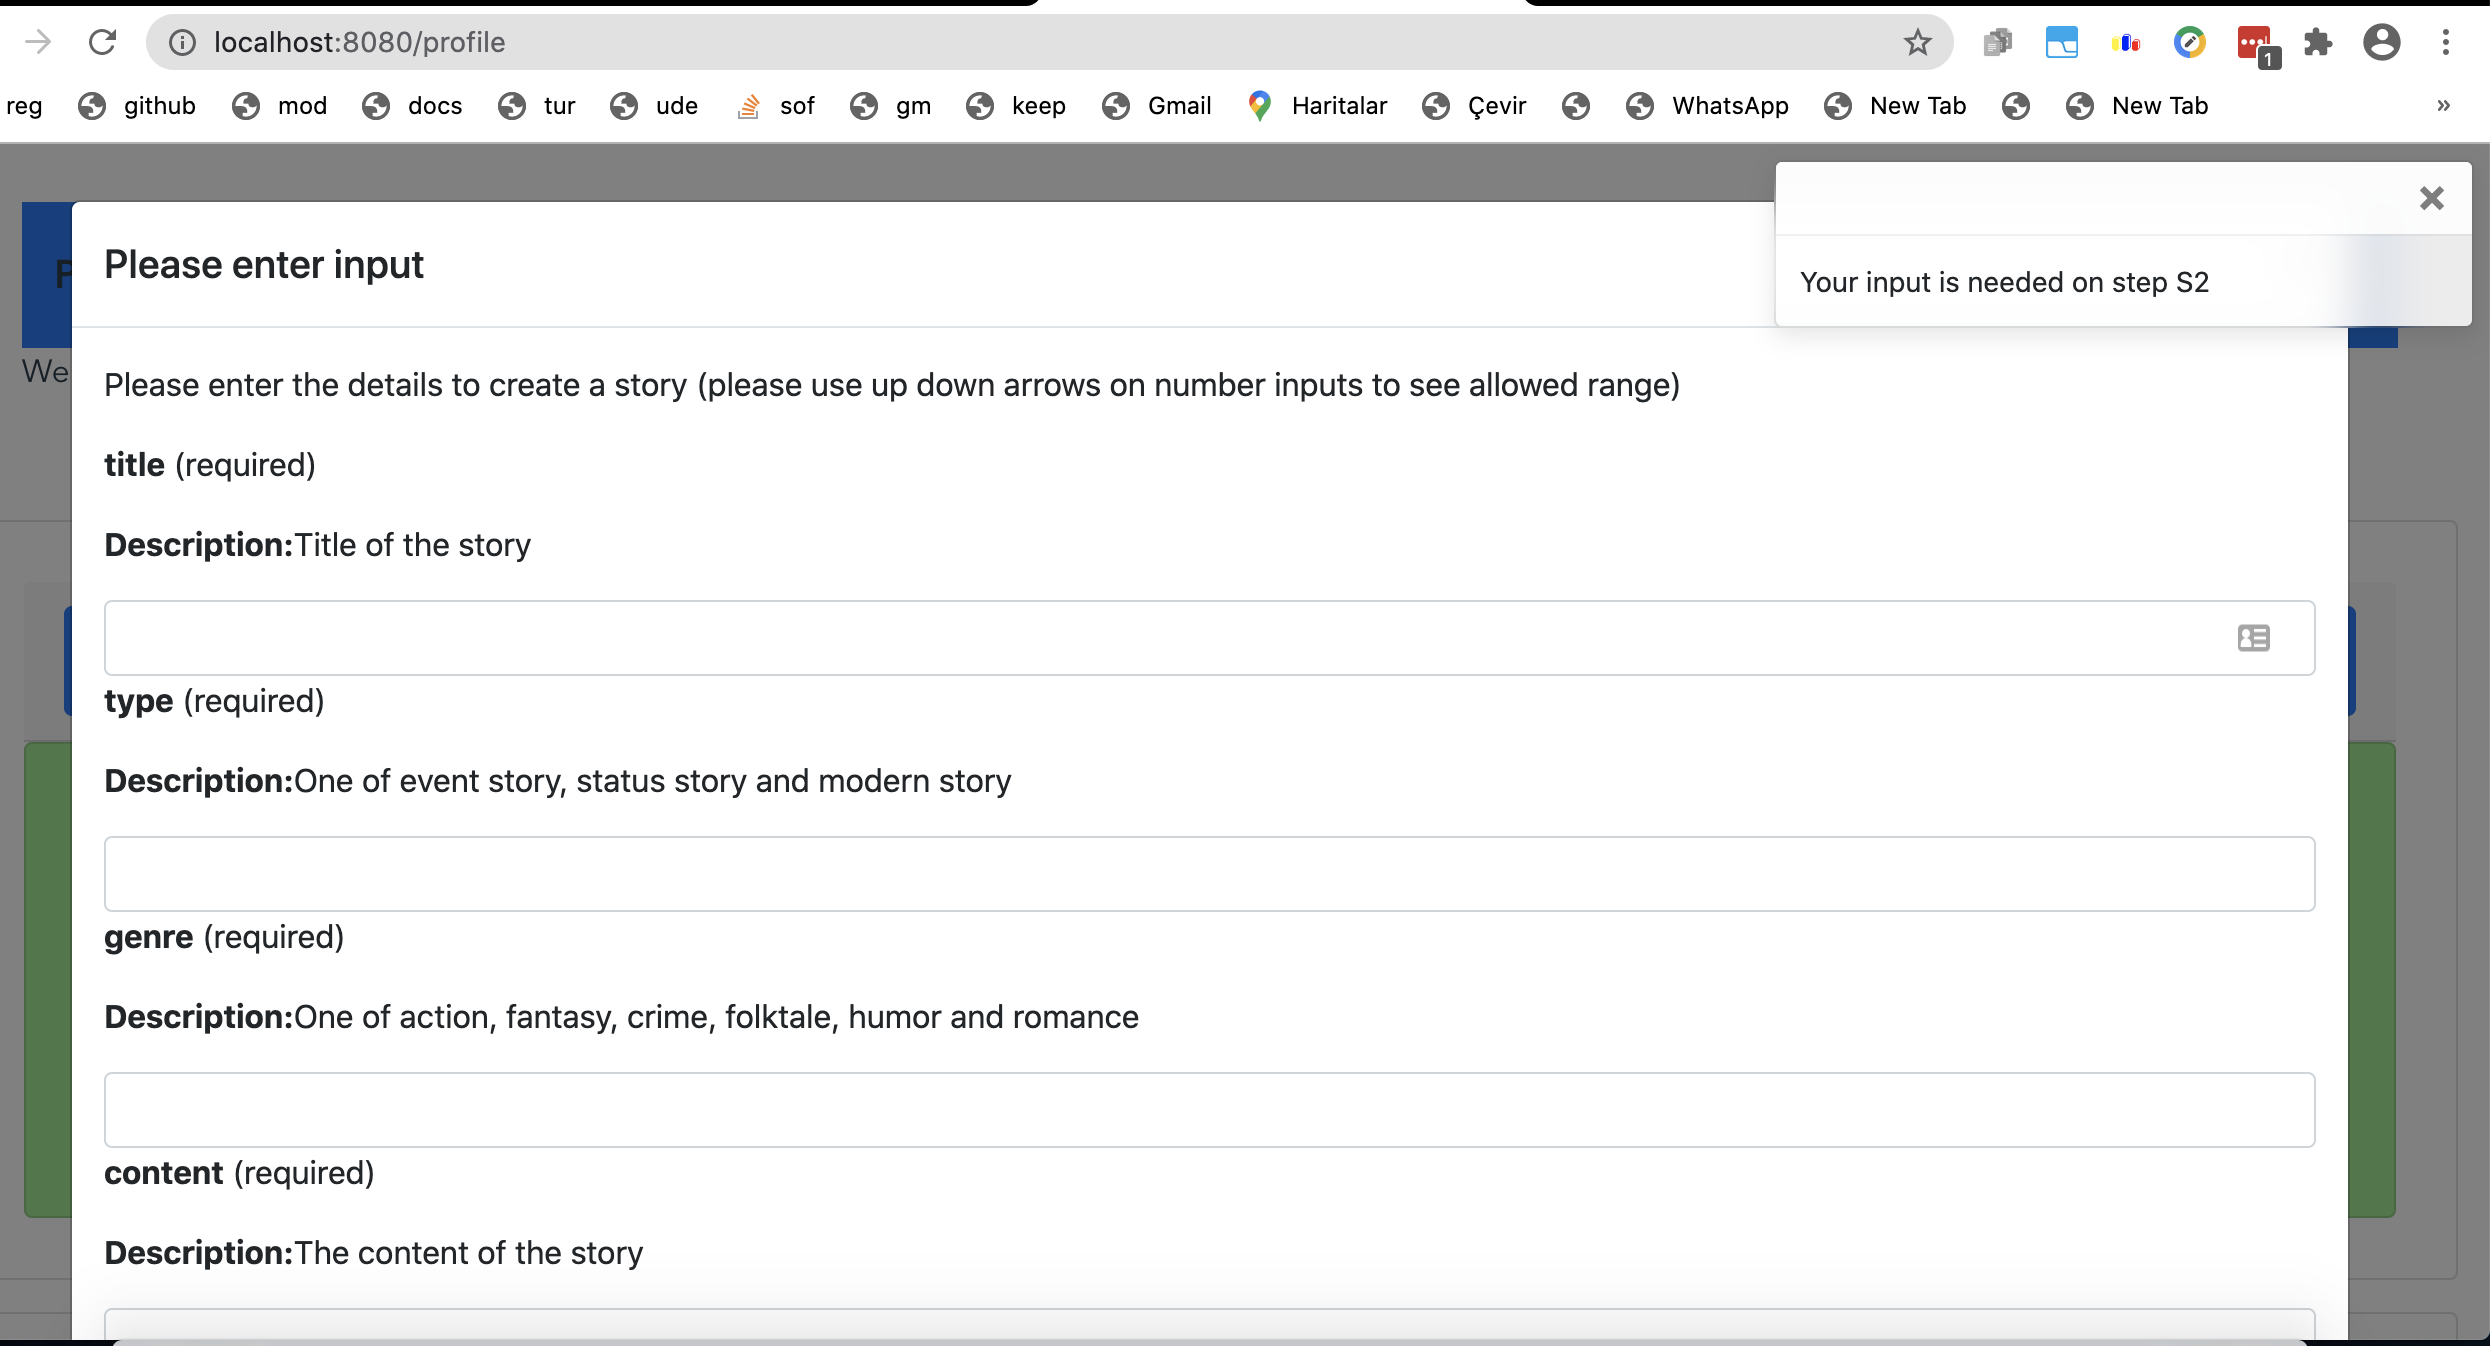 localhost:8080/profile
1
reg github mod docs tur ude sof gm keep Gmail Haritalar Çevir WhatsApp New Tab New Tab »
Please enter input
Your input is needed on step S2
We
Please enter the details to create a story (please use up down arrows on number inputs to see allowed range)
title (required)
Description:Title of the story
type (required)
Description:One of event story, status story and modern story
genre (required)
Description:One of action, fantasy, crime, folktale, humor and romance
content (required)
Description:The content of the story